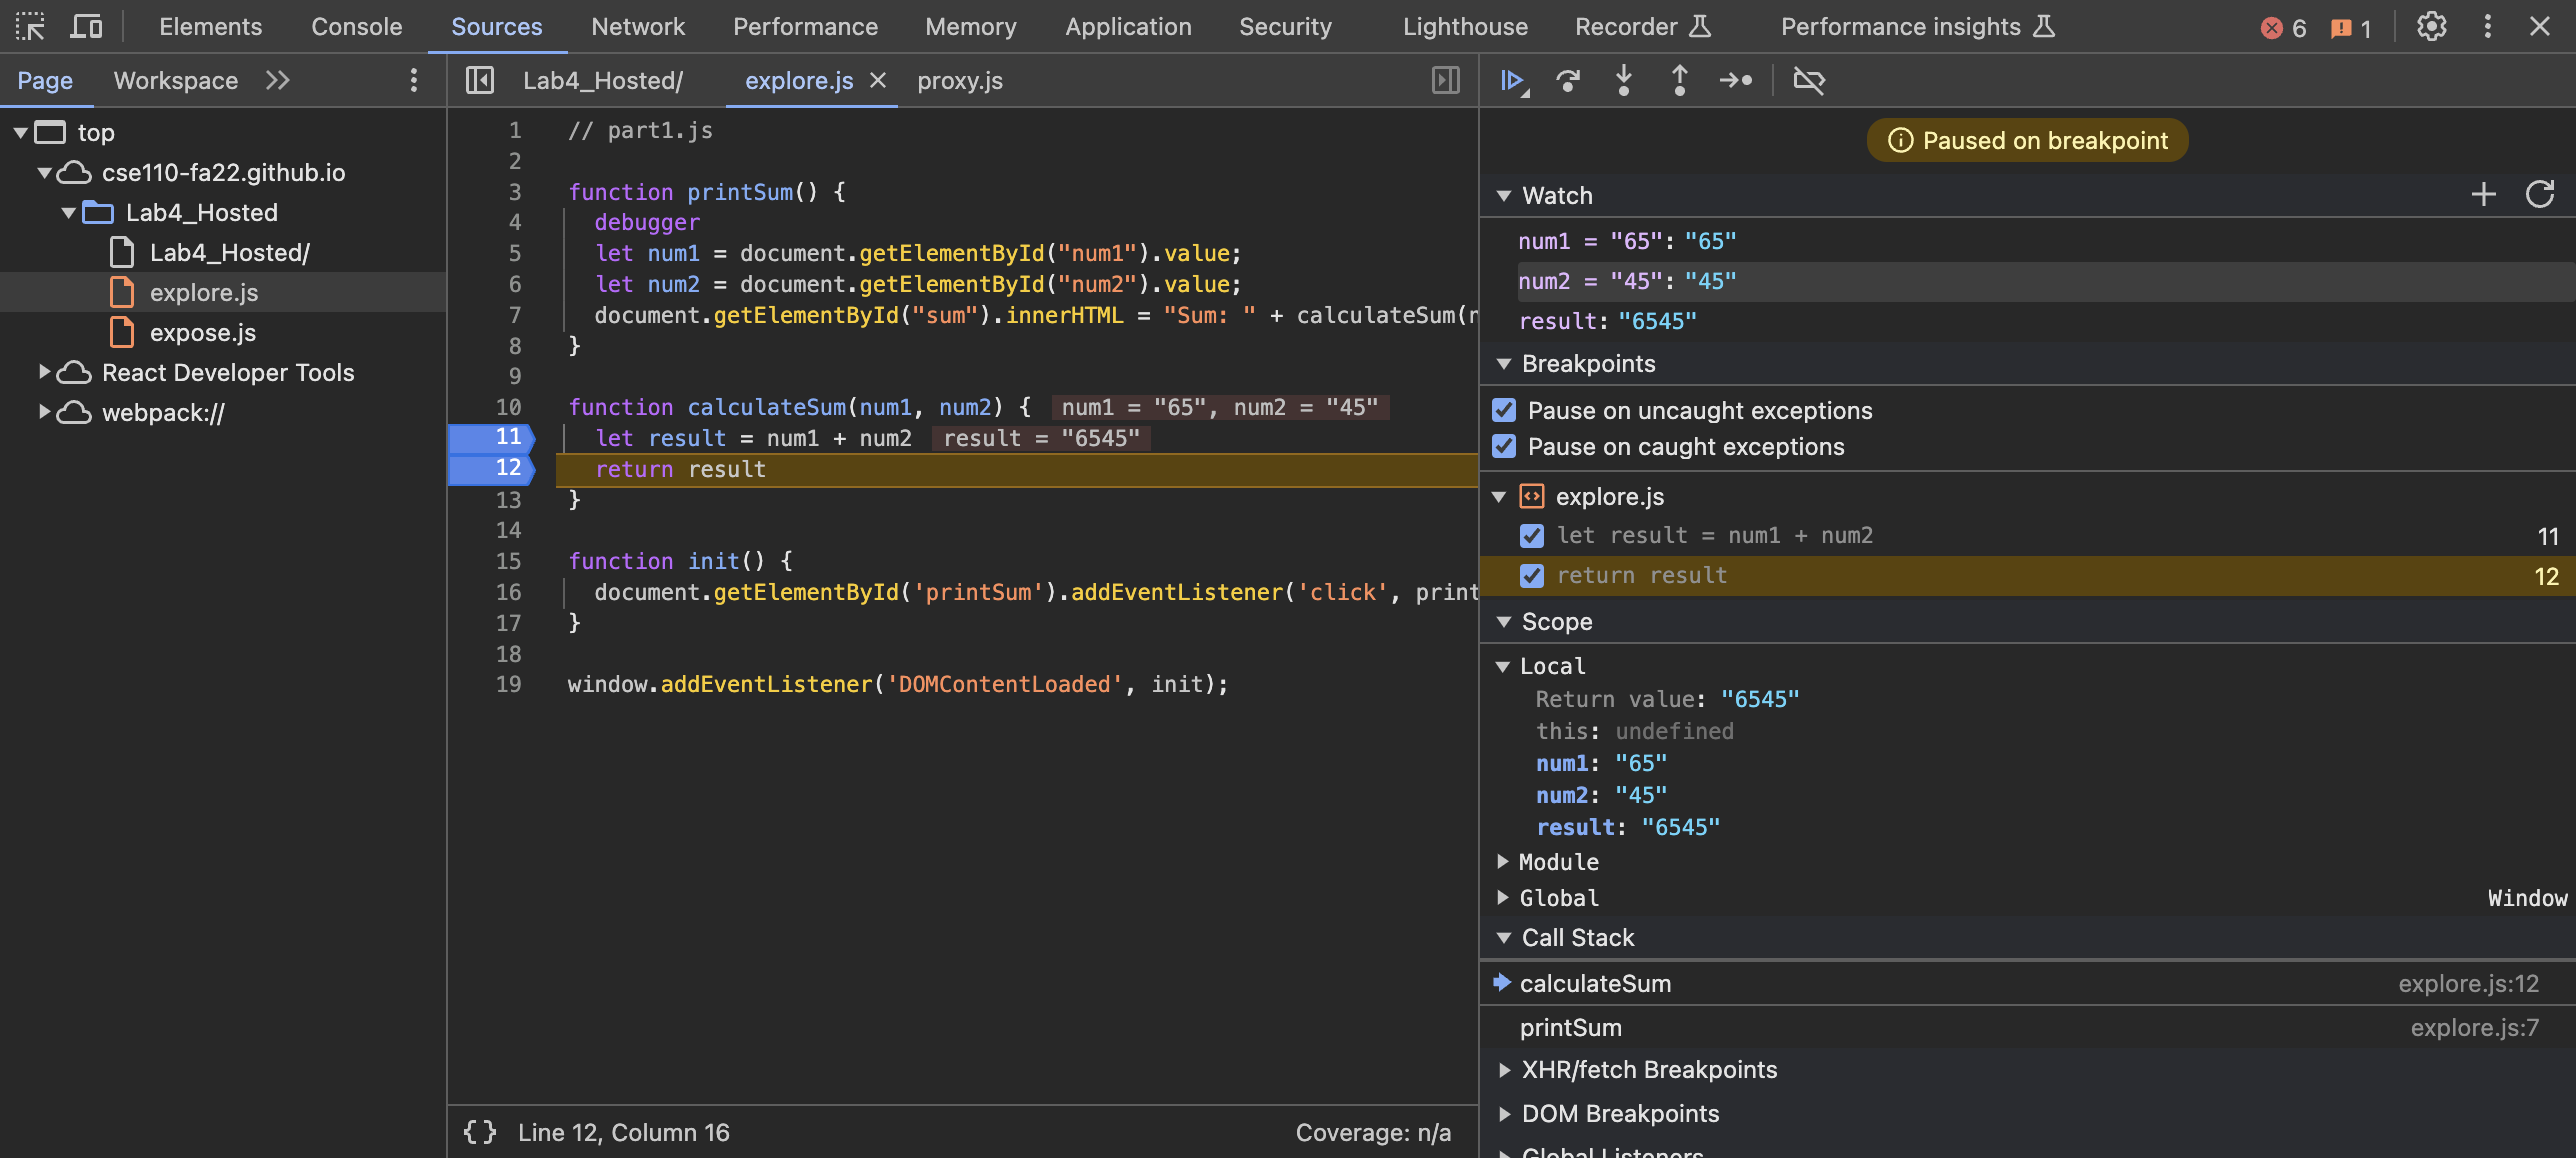 Elements Console Sources Network Performance Memory Application Security Lighthouse Recorder Performance insights 6 1
Page Workspace
top
cse110-fa22.github.io
Lab4_Hosted
Lab4_Hosted/
explore.js
expose.js
React Developer Tools
webpack://
Lab4_Hosted/ explore.js proxy.js
1 // part1.js
2
3 function printSum() {
4 debugger
5 let num1 = document.getElementById("num1").value;
6 let num2 = document.getElementById("num2").value;
7 document.getElementById("sum").innerHTML = "Sum: " + calculateSum(n
8 }
9
10 function calculateSum(num1, num2) { num1 = "65", num2 = "45"
11 let result = num1 + num2 result = "6545"
12 return result
13 }
14
15 function init() {
16 document.getElementById('printSum').addEventListener('click', print
17 }
18
19 window.addEventListener('DOMContentLoaded', init);
{} Line 12, Column 16 Coverage: n/a
Paused on breakpoint
Watch
num1 = "65": "65"
num2 = "45": "45"
result: "6545"
Breakpoints
Pause on uncaught exceptions
Pause on caught exceptions
explore.js
let result = num1 + num2 11
return result 12
Scope
Local
Return value: "6545"
this: undefined
num1: "65"
num2: "45"
result: "6545"
Module
Global Window
Call Stack
calculateSum explore.js:12
printSum explore.js:7
XHR/fetch Breakpoints
DOM Breakpoints
Global Listeners